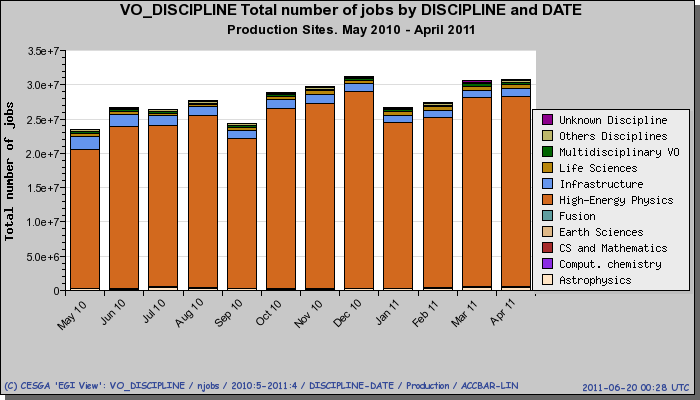 VO_DISCIPLINE Total number of jobs by DISCIPLINE and DATE
Production Sites. May 2010 - April 2011
Total number of jobs
3.5e+7
3.0e+7
2.5e+7
2.0e+7
1.5e+7
1.0e+7
5.0e+6
0
May 10
Jun 10
Jul 10
Aug 10
Sep 10
Oct 10
Nov 10
Dec 10
Jan 11
Feb 11
Mar 11
Apr 11
Unknown Discipline
Others Disciplines
Multidisciplinary VO
Life Sciences
Infrastructure
High-Energy Physics
Fusion
Earth Sciences
CS and Mathematics
Comput. chemistry
Astrophysics
(C) CESGA 'EGI View': VO_DISCIPLINE / njobs / 2010:5-2011:4 / DISCIPLINE-DATE / Production / ACCBAR-LIN
2011-06-20 00:28 UTC